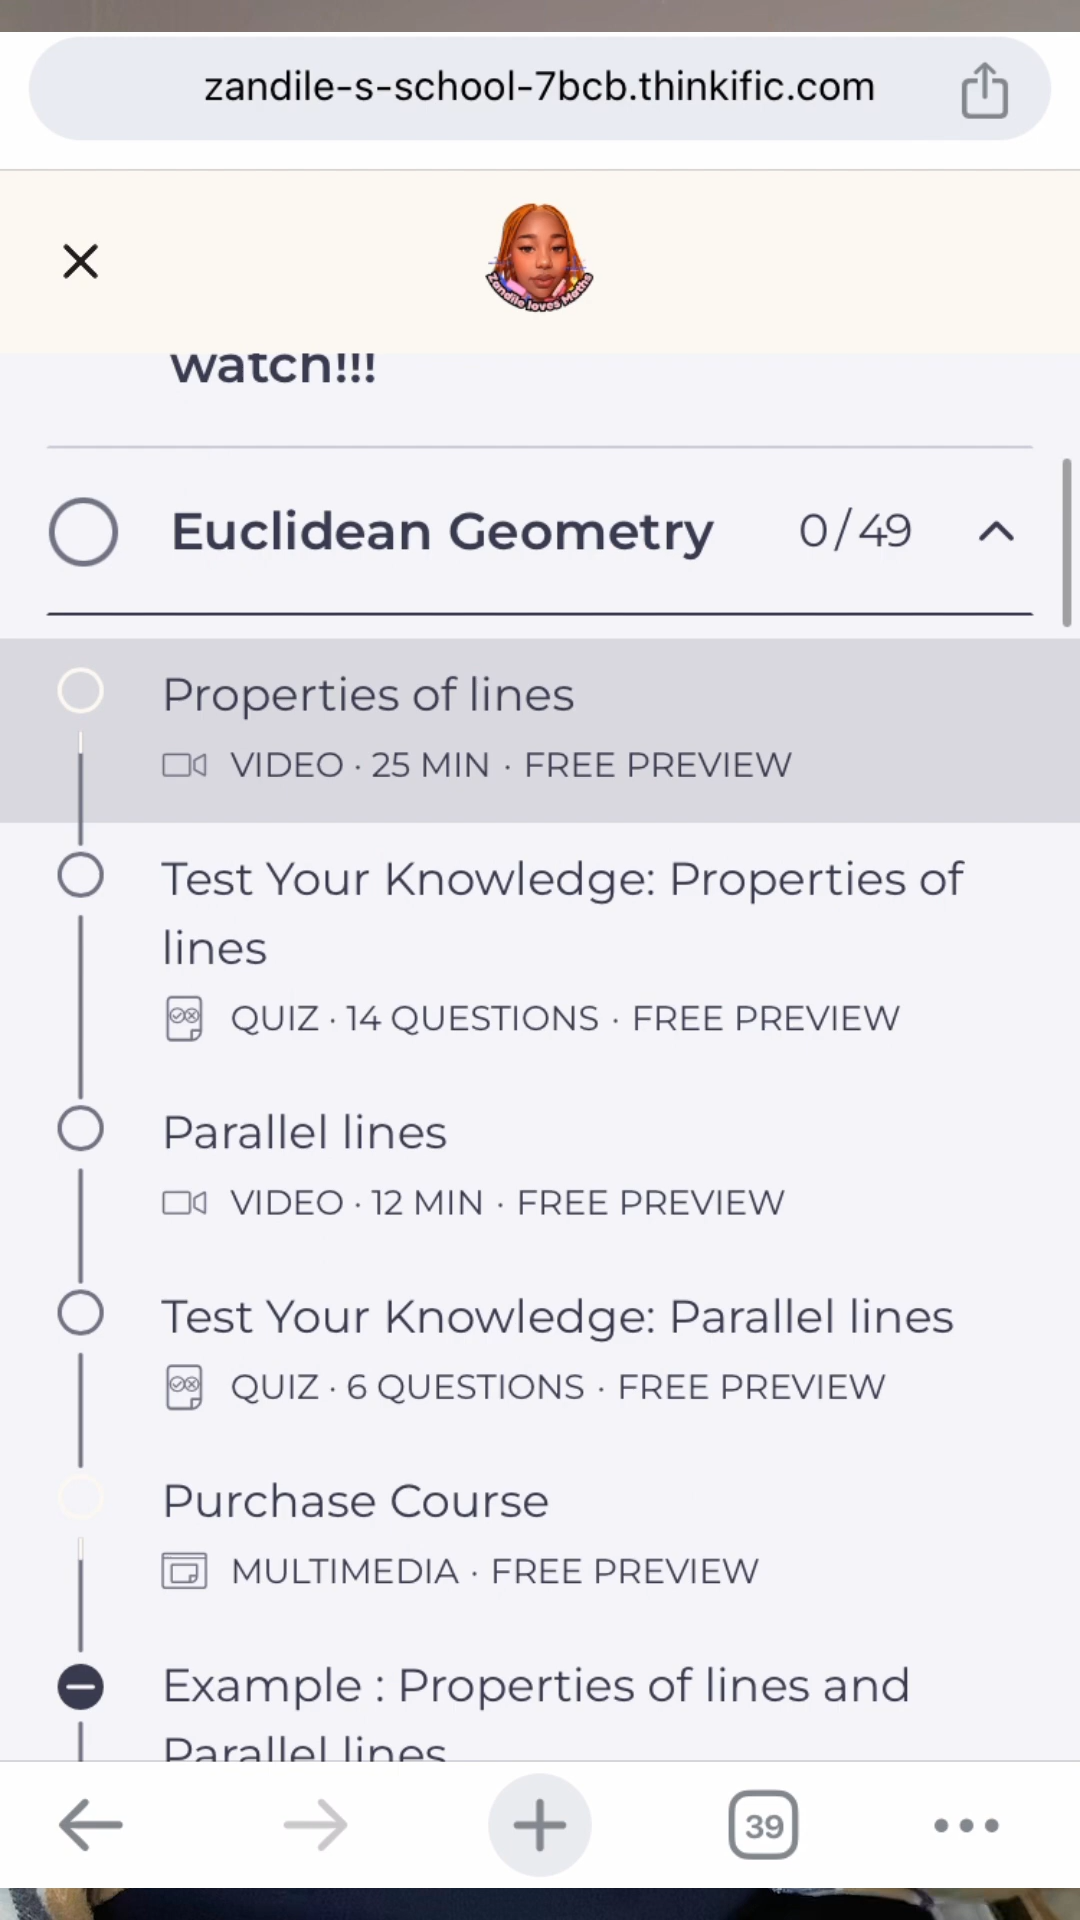 zandile-s-school-7bcb.thinkific.com
Zandile loves Maths
watch!!!
Euclidean Geometry 0/49
Properties of lines
VIDEO · 25 MIN · FREE PREVIEW
Test Your Knowledge: Properties of
lines
QUIZ · 14 QUESTIONS · FREE PREVIEW
Parallel lines
VIDEO · 12 MIN · FREE PREVIEW
Test Your Knowledge: Parallel lines
QUIZ · 6 QUESTIONS · FREE PREVIEW
Purchase Course
MULTIMEDIA · FREE PREVIEW
Example : Properties of lines and
Parallel lines
39